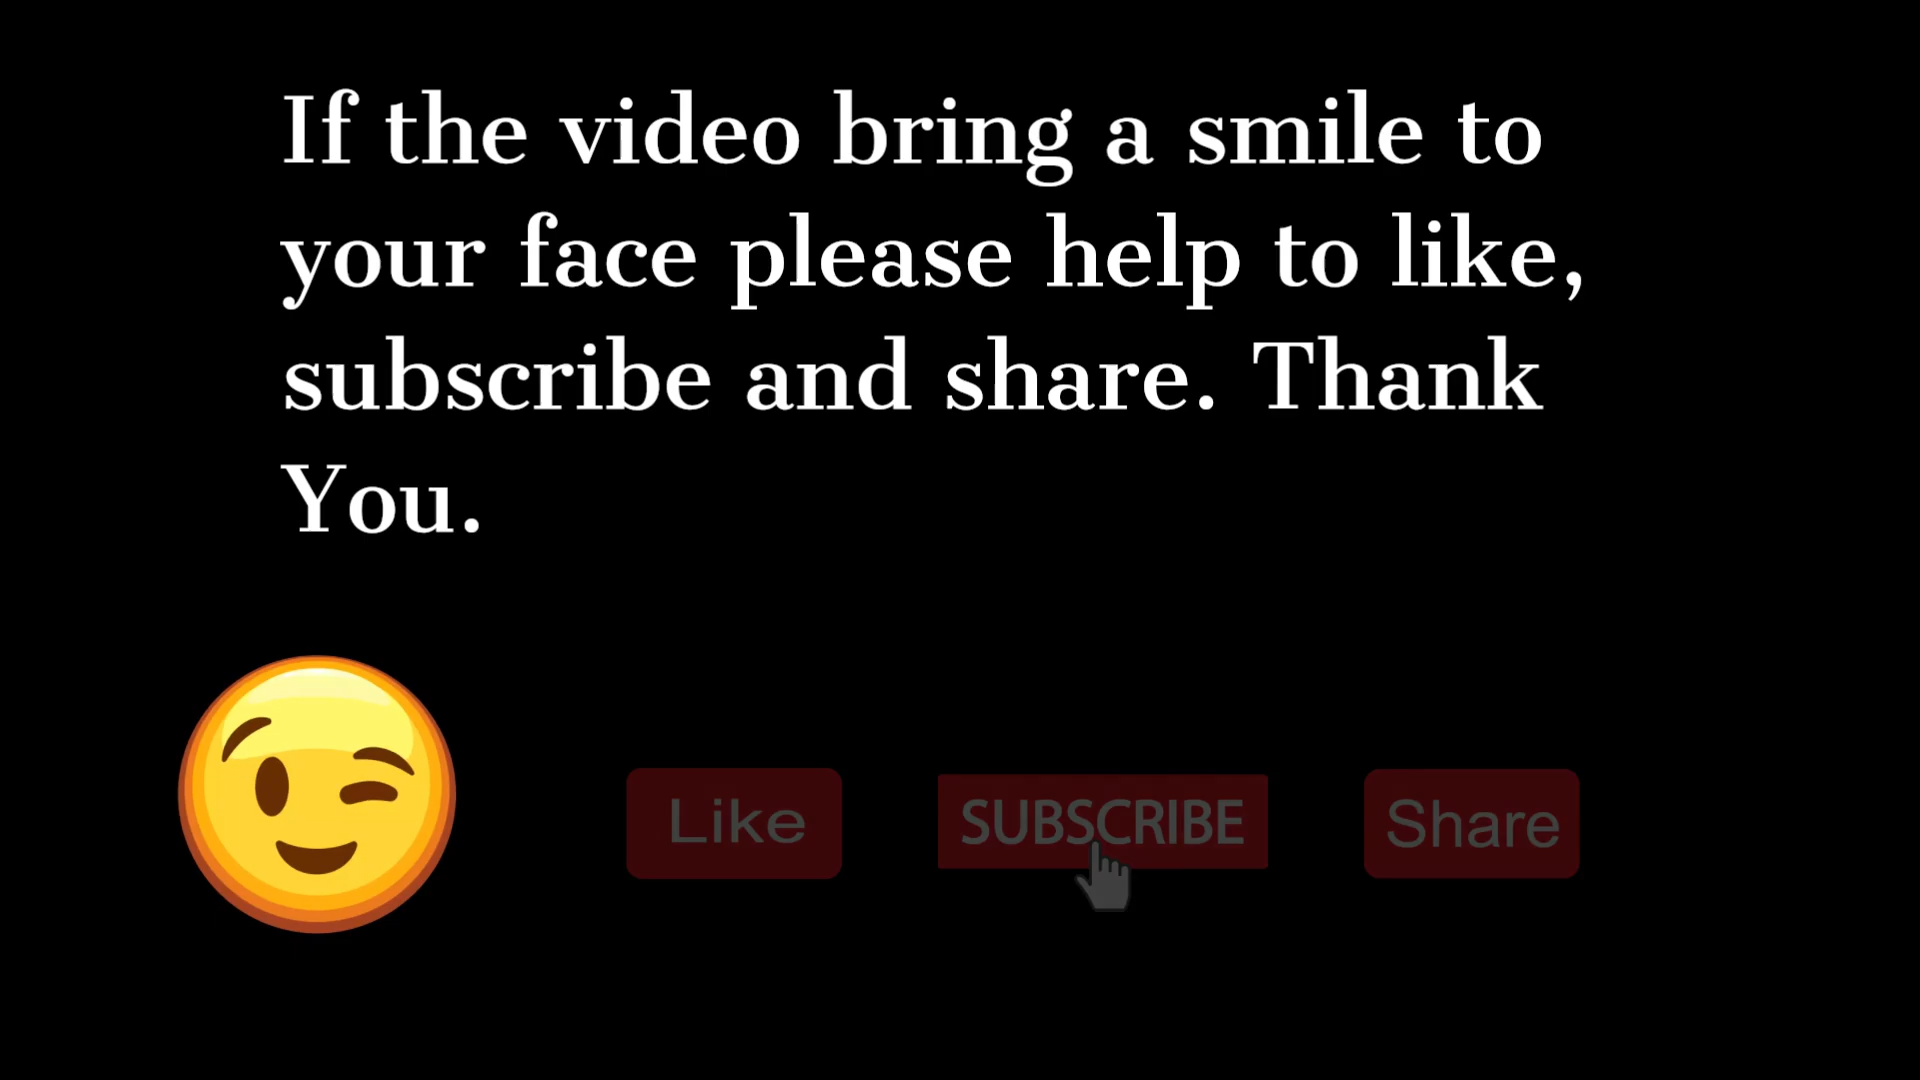 If the video bring a smile to
your face please help to like,
subscribe and share. Thank
You.
Like
SUBSCRIBE
Share